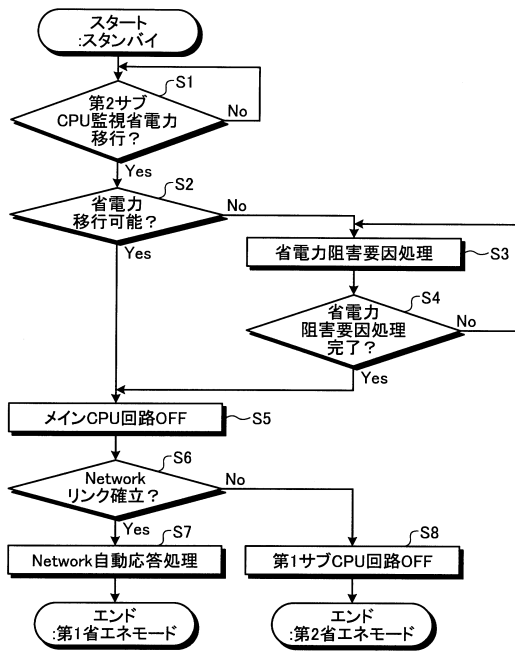 スタート
:スタンバイ
S1
第2サブ
CPU監視省電力
移行?
No
Yes
S2
省電力
移行可能?
No
Yes
省電力阻害要因処理
S3
S4
省電力
阻害要因処理
完了?
No
Yes
メインCPU回路OFF
S5
S6
Network
リンク確立?
No
Yes
S7
Network自動応答処理
S8
第1サブCPU回路OFF
エンド
:第1省エネモード
エンド
:第2省エネモード